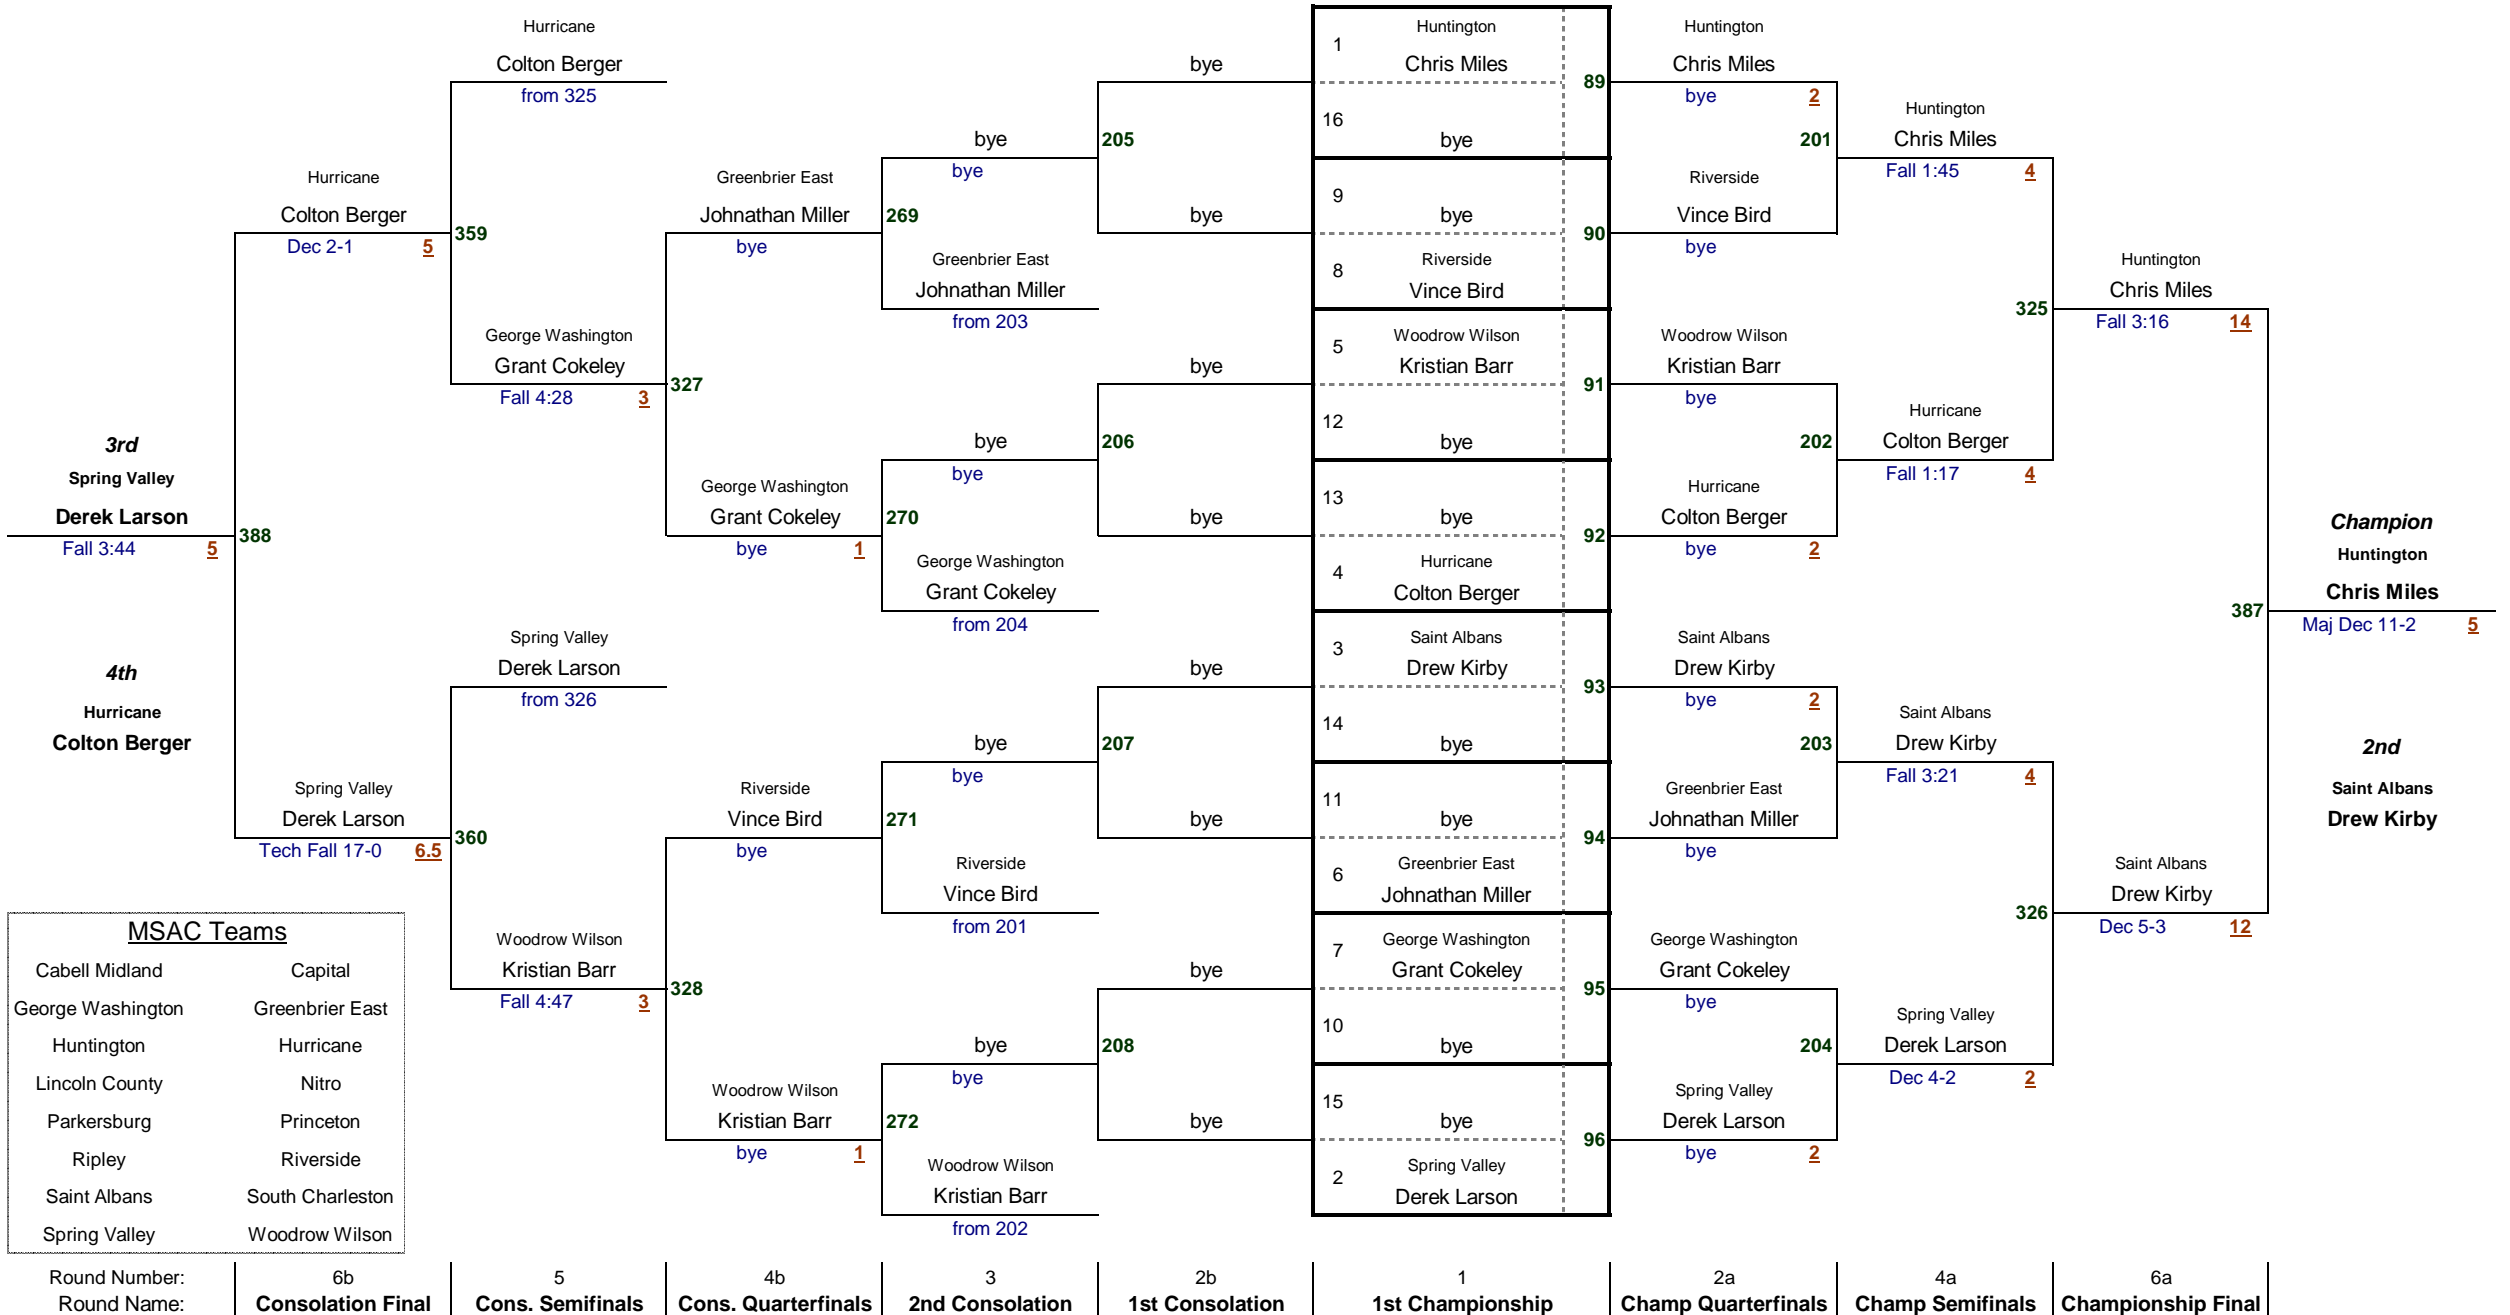 Hurricane
Colton Berger
from 325
Hurricane
Colton Berger
Dec 2-1 5
359
George Washington
Grant Cokeley
Fall 4:28 3
3rd
Spring Valley
Derek Larson
Fall 3:44 5
388
4th
Hurricane
Colton Berger
Spring Valley
Derek Larson
from 326
Spring Valley
Derek Larson
Tech Fall 17-0 6.5
360
Woodrow Wilson
Kristian Barr
Fall 4:47 3
Greenbrier East
Johnathan Miller
bye
327
George Washington
Grant Cokeley
bye 1
Riverside
Vince Bird
bye
328
Woodrow Wilson
Kristian Barr
bye 1
bye
bye
269
Greenbrier East
Johnathan Miller
from 203
bye
bye
270
George Washington
Grant Cokeley
from 204
bye
bye
271
Riverside
Vince Bird
from 201
bye
bye
272
Woodrow Wilson
Kristian Barr
from 202
bye
205
bye
bye
206
bye
bye
207
bye
bye
208
bye
Huntington
1 Chris Miles
89
16 bye
9 bye
90
Riverside
8 Vince Bird
Woodrow Wilson
5 Kristian Barr
91
12 bye
13 bye
92
Hurricane
4 Colton Berger
Saint Albans
3 Drew Kirby
93
14 bye
11 bye
94
Greenbrier East
6 Johnathan Miller
George Washington
7 Grant Cokeley
95
10 bye
15 bye
96
Spring Valley
2 Derek Larson
Huntington
Chris Miles
bye 2
201
Riverside
Vince Bird
bye
Woodrow Wilson
Kristian Barr
bye
202
Hurricane
Colton Berger
bye 2
Saint Albans
Drew Kirby
bye 2
203
Greenbrier East
Johnathan Miller
bye
George Washington
Grant Cokeley
bye
204
Spring Valley
Derek Larson
bye 2
Huntington
Chris Miles
Fall 1:45 4
325
Hurricane
Colton Berger
Fall 1:17 4
Saint Albans
Drew Kirby
Fall 3:21 4
326
Spring Valley
Derek Larson
Dec 4-2 2
Huntington
Chris Miles
Fall 3:16 14
387
Saint Albans
Drew Kirby
Dec 5-3 12
Champion
Huntington
Chris Miles
Maj Dec 11-2 5
2nd
Saint Albans
Drew Kirby
MSAC Teams
Cabell Midland Capital
George Washington Greenbrier East
Huntington Hurricane
Lincoln County Nitro
Parkersburg Princeton
Ripley Riverside
Saint Albans South Charleston
Spring Valley Woodrow Wilson
Round Number: 6b 5 4b 3 2b 1 2a 4a 6a
Round Name: Consolation Final Cons. Semifinals Cons. Quarterfinals 2nd Consolation 1st Consolation 1st Championship Champ Quarterfinals Champ Semifinals Championship Final